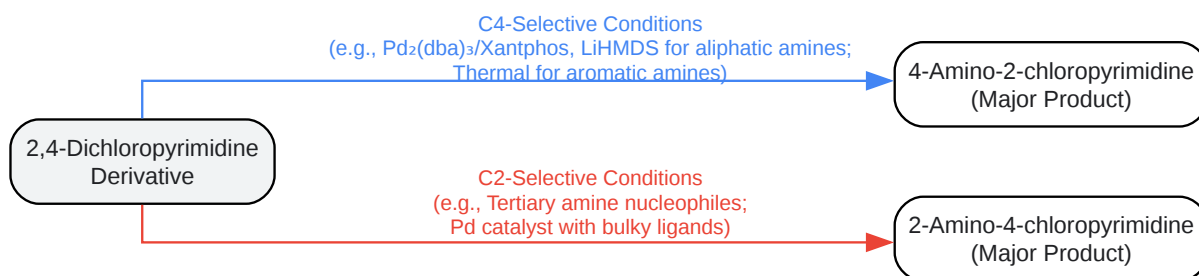 C4-Selective Conditions
(e.g., Pd₂(dba)₃/Xantphos, LiHMDS for aliphatic amines;
Thermal for aromatic amines)
4-Amino-2-chloropyrimidine
(Major Product)
2,4-Dichloropyrimidine
Derivative
C2-Selective Conditions
(e.g., Tertiary amine nucleophiles;
Pd catalyst with bulky ligands)
2-Amino-4-chloropyrimidine
(Major Product)